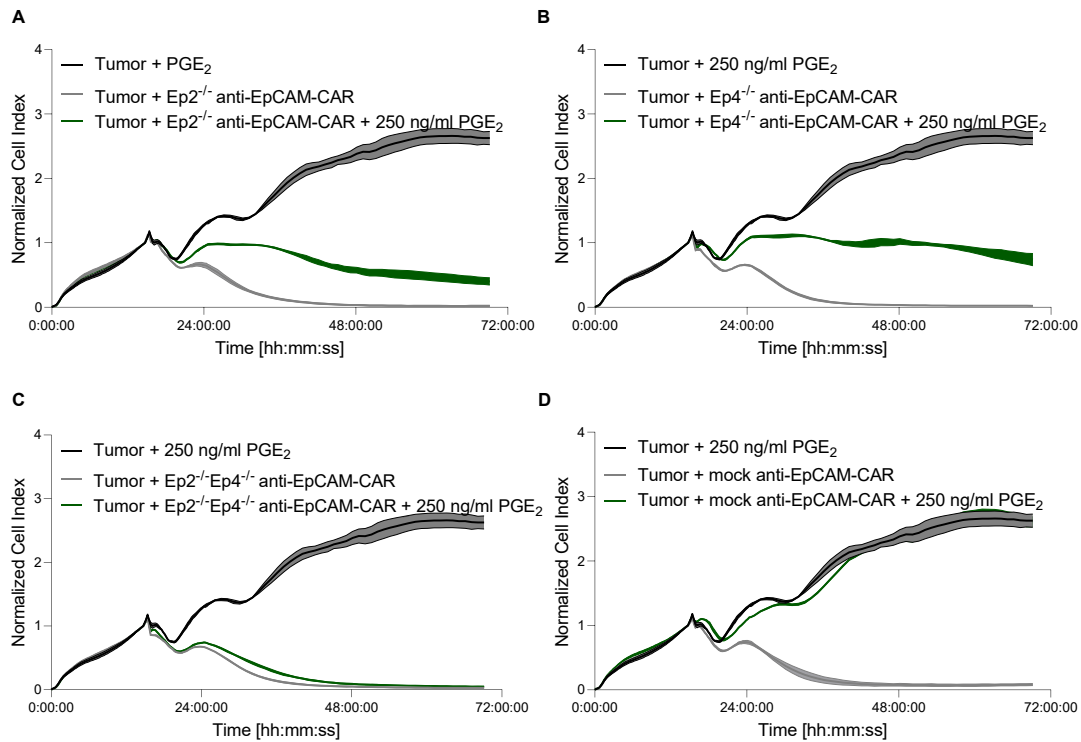 A
Normalized Cell Index
4
3
2
1
0
Tumor + PGE₂
Tumor + Ep2⁻/⁻ anti-EpCAM-CAR
Tumor + Ep2⁻/⁻ anti-EpCAM-CAR + 250 ng/ml PGE₂
0:00:00 24:00:00 48:00:00 72:00:00
Time [hh:mm:ss]
B
Normalized Cell Index
4
3
2
1
0
Tumor + 250 ng/ml PGE₂
Tumor + Ep4⁻/⁻ anti-EpCAM-CAR
Tumor + Ep4⁻/⁻ anti-EpCAM-CAR + 250 ng/ml PGE₂
0:00:00 24:00:00 48:00:00 72:00:00
Time [hh:mm:ss]
C
Normalized Cell Index
4
3
2
1
0
Tumor + 250 ng/ml PGE₂
Tumor + Ep2⁻/⁻Ep4⁻/⁻ anti-EpCAM-CAR
Tumor + Ep2⁻/⁻Ep4⁻/⁻ anti-EpCAM-CAR + 250 ng/ml PGE₂
0:00:00 24:00:00 48:00:00 72:00:00
Time [hh:mm:ss]
D
Normalized Cell Index
4
3
2
1
0
Tumor + 250 ng/ml PGE₂
Tumor + mock anti-EpCAM-CAR
Tumor + mock anti-EpCAM-CAR + 250 ng/ml PGE₂
0:00:00 24:00:00 48:00:00 72:00:00
Time [hh:mm:ss]